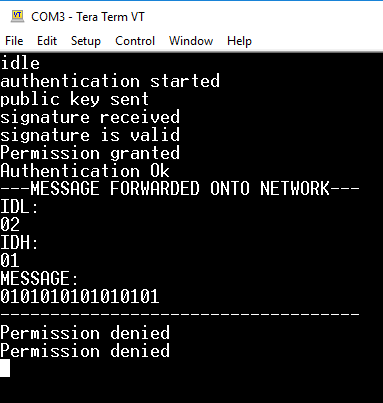 COM3 - Tera Term VT
File Edit Setup Control Window Help
idle
authentication started
public key sent
signature received
signature is valid
Permission granted
Authentication Ok
---MESSAGE FORWARDED ONTO NETWORK---
IDL:
02
IDH:
01
MESSAGE:
0101010101010101
------------------------------------
Permission denied
Permission denied